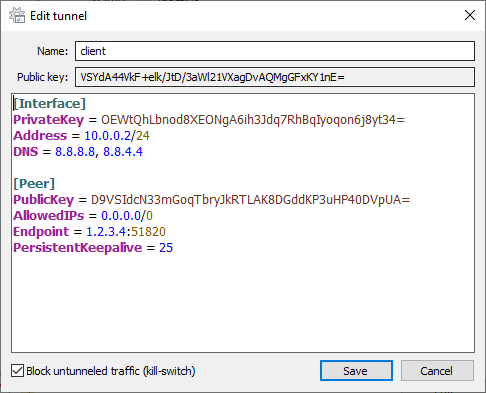 Edit tunnel
Name: client
Public key: VSYdA44VkF+elk/JtD/3aWl21VXagDvAQMgGFxKY1nE=
[Interface]
PrivateKey = OEWtQhLbnod8XEONgA6ih3Jdq7RhBqIyoqon6j8yt34=
Address = 10.0.0.2/24
DNS = 8.8.8.8, 8.8.4.4
[Peer]
PublicKey = D9VSIdcN33mGoqTbryJkRTLAK8DGddKP3uHP40DVpUA=
AllowedIPs = 0.0.0.0/0
Endpoint = 1.2.3.4:51820
PersistentKeepalive = 25
Block untunneled traffic (kill-switch)
Save
Cancel